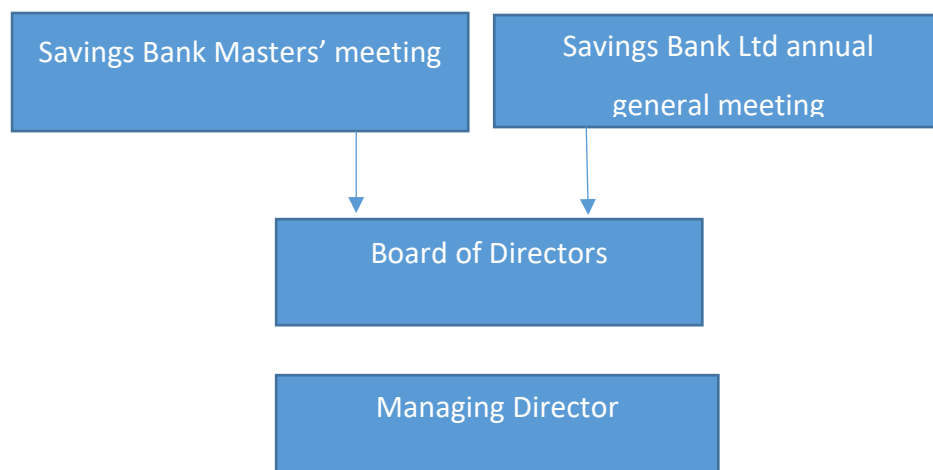 Savings Bank Masters’ meeting
Savings Bank Ltd annual
general meeting
Board of Directors
Managing Director